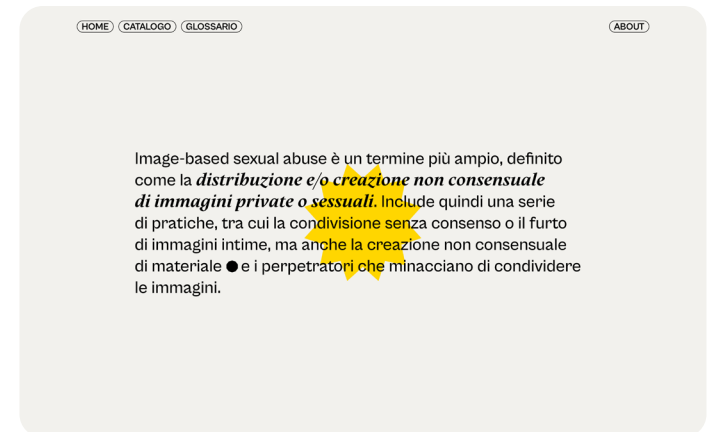 HOME CATALOGO GLOSSARIO ABOUT
Image-based sexual abuse è un termine più ampio, definito
come la distribuzione e/o creazione non consensuale
di immagini private o sessuali. Include quindi una serie
di pratiche, tra cui la condivisione senza consenso o il furto
di immagini intime, ma anche la creazione non consensuale
di materiale e i perpetratori che minacciano di condividere
le immagini.